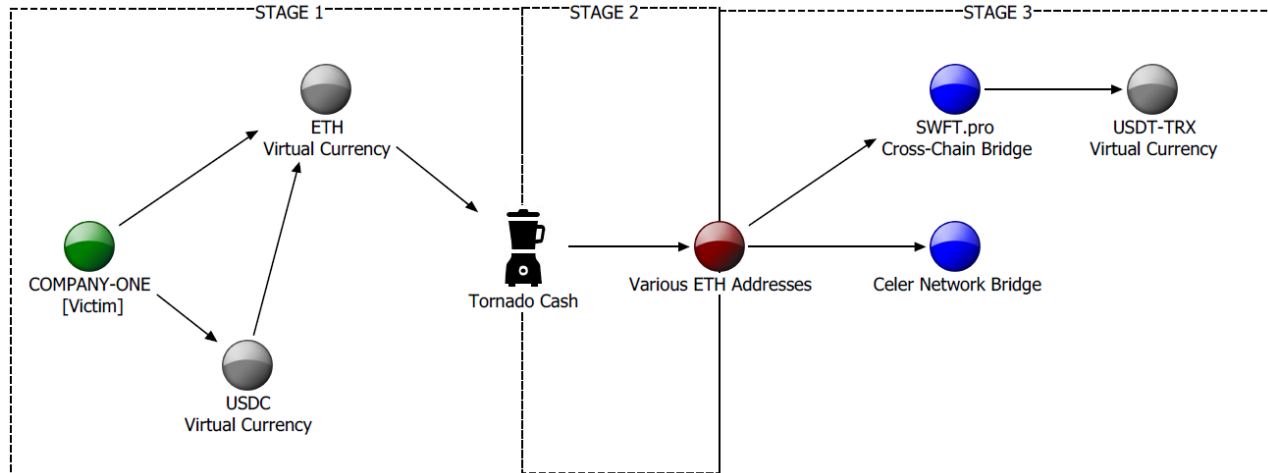 STAGE 1
STAGE 2
STAGE 3
ETH
Virtual Currency
SWFT.pro
Cross-Chain Bridge
USDT-TRX
Virtual Currency
COMPANY-ONE
[Victim]
Tornado Cash
Various ETH Addresses
Celer Network Bridge
USDC
Virtual Currency